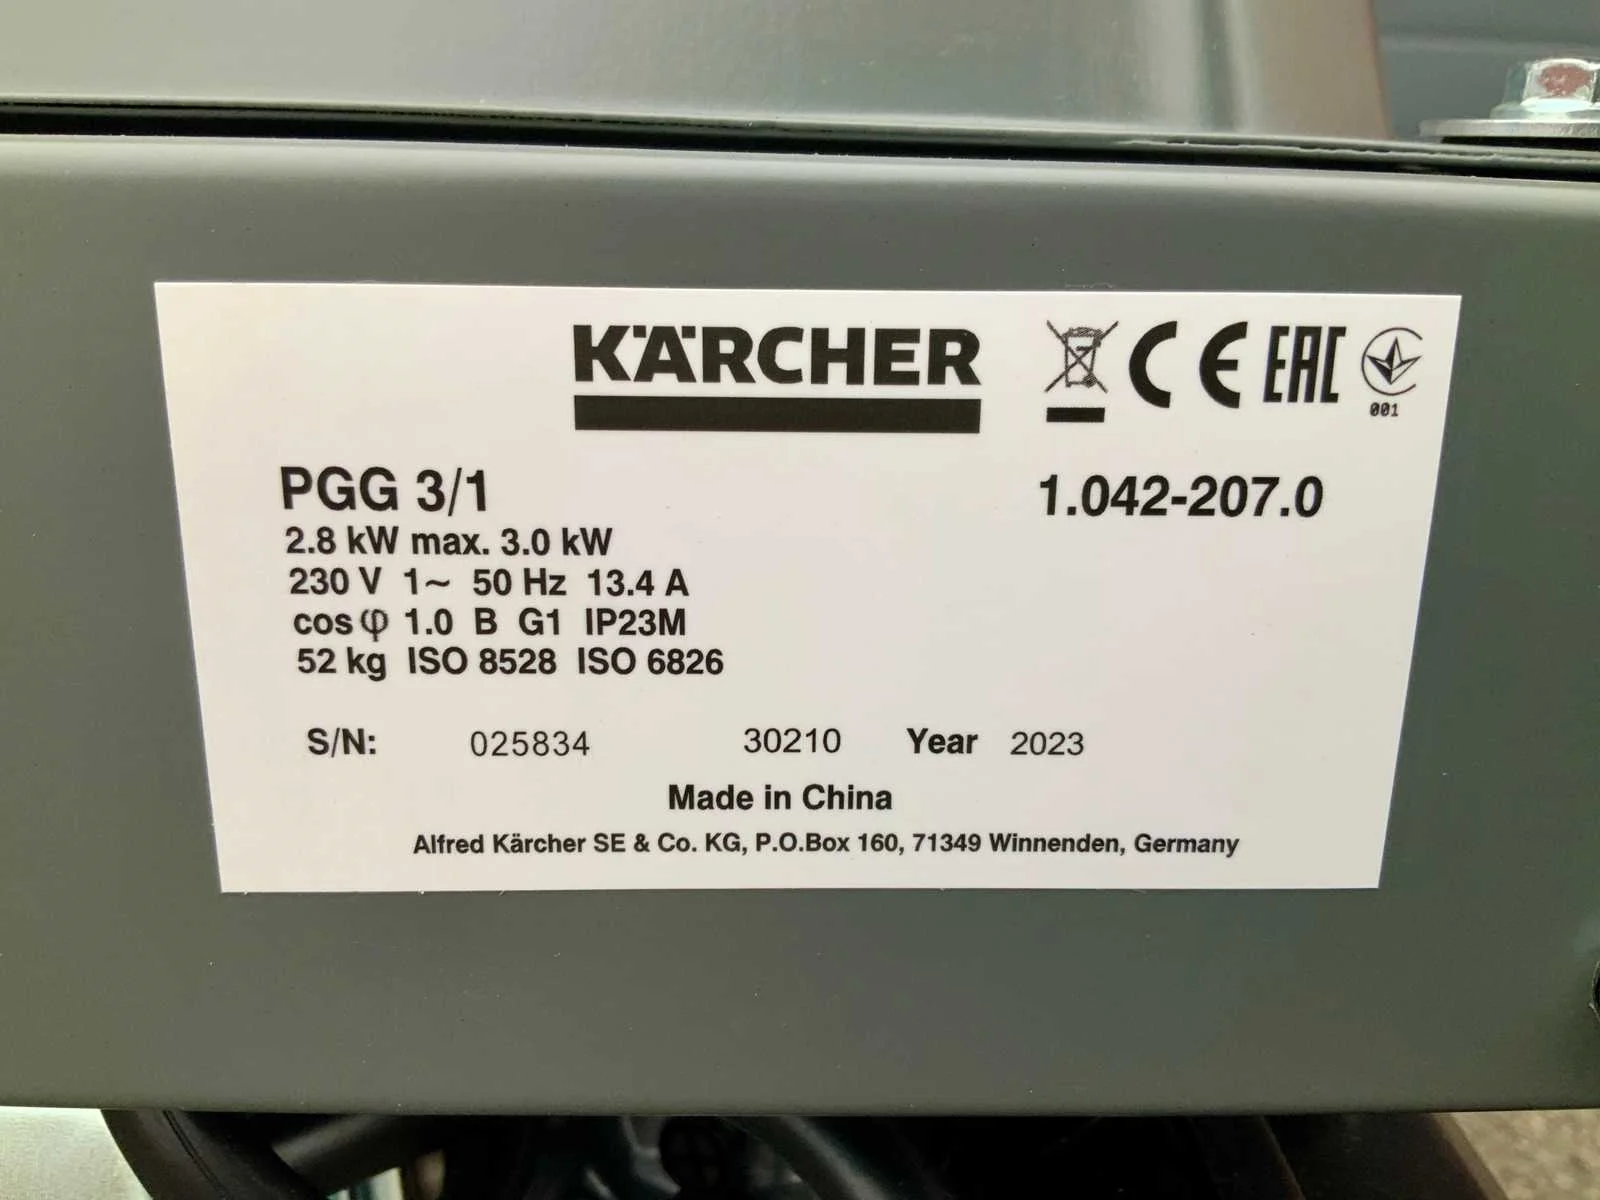 KÄRCHER
CE EAC
001
PGG 3/1
1.042-207.0
2.8 kW max. 3.0 kW
230 V 1~ 50 Hz 13.4 A
cos φ 1.0 B G1 IP23M
52 kg ISO 8528 ISO 6826
S/N: 025834 30210 Year 2023
Made in China
Alfred Kärcher SE & Co. KG, P.O.Box 160, 71349 Winnenden, Germany